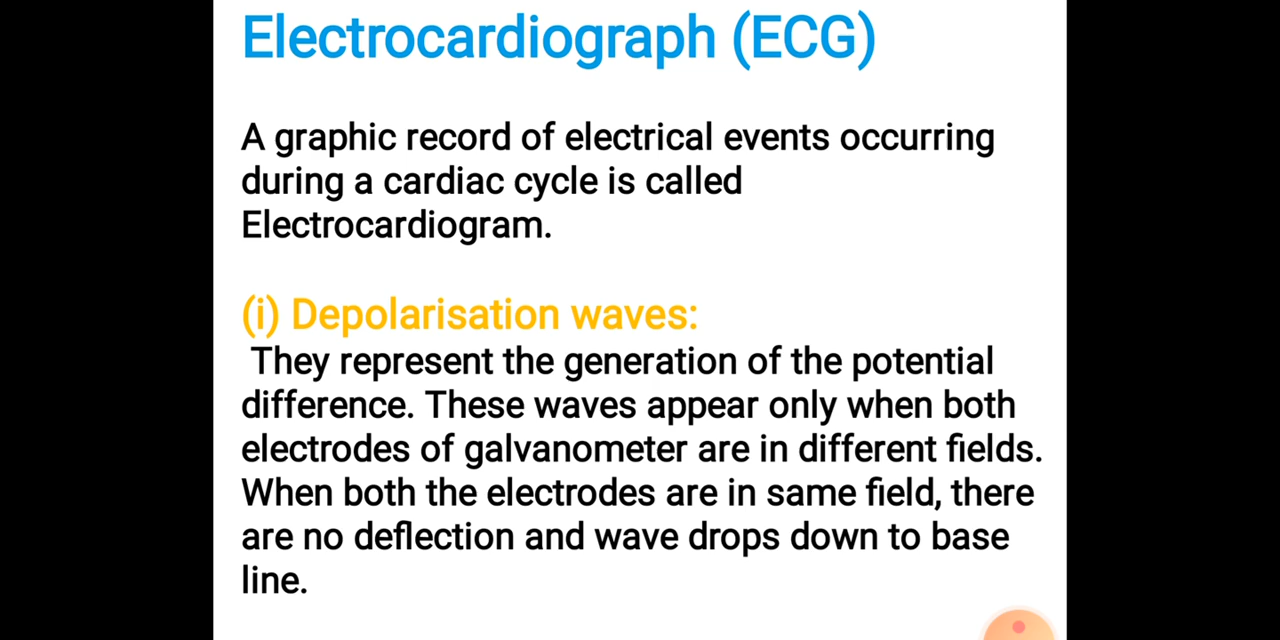 Electrocardiograph (ECG)
A graphic record of electrical events occurring
during a cardiac cycle is called
Electrocardiogram.
(i) Depolarisation waves:
They represent the generation of the potential
difference. These waves appear only when both
electrodes of galvanometer are in different fields.
When both the electrodes are in same field, there
are no deflection and wave drops down to base
line.